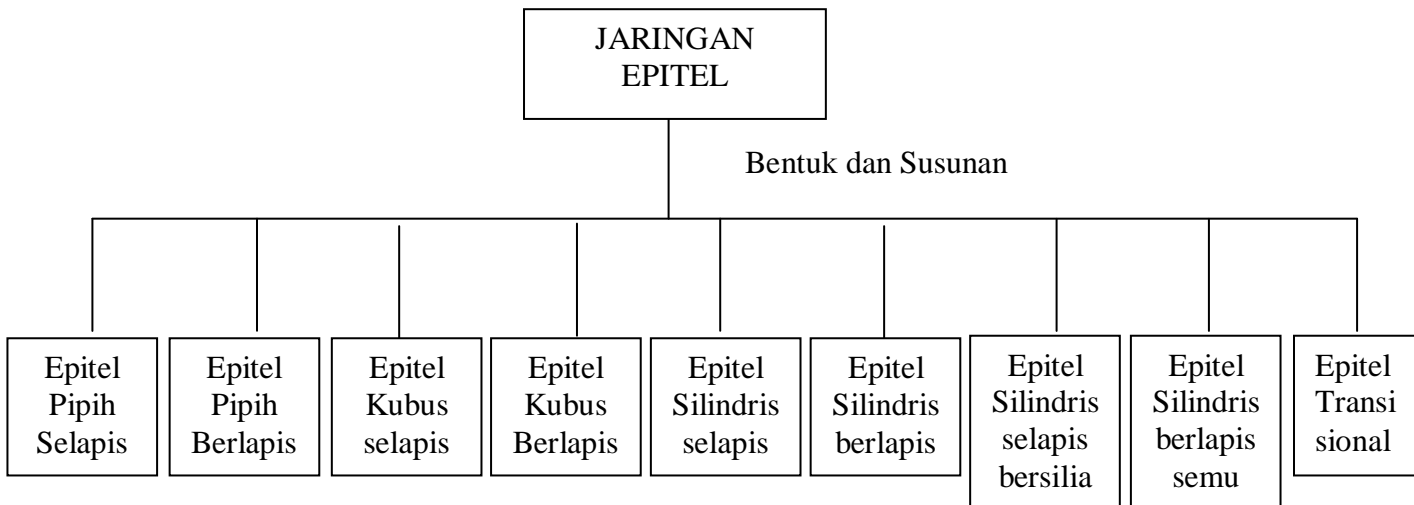 JARINGAN
EPITEL
Bentuk dan Susunan
Epitel
Pipih
Selapis
Epitel
Pipih
Berlapis
Epitel
Kubus
selapis
Epitel
Kubus
Berlapis
Epitel
Silindris
selapis
Epitel
Silindris
berlapis
Epitel
Silindris
selapis
bersilia
Epitel
Silindris
berlapis
semu
Epitel
Transi
sional